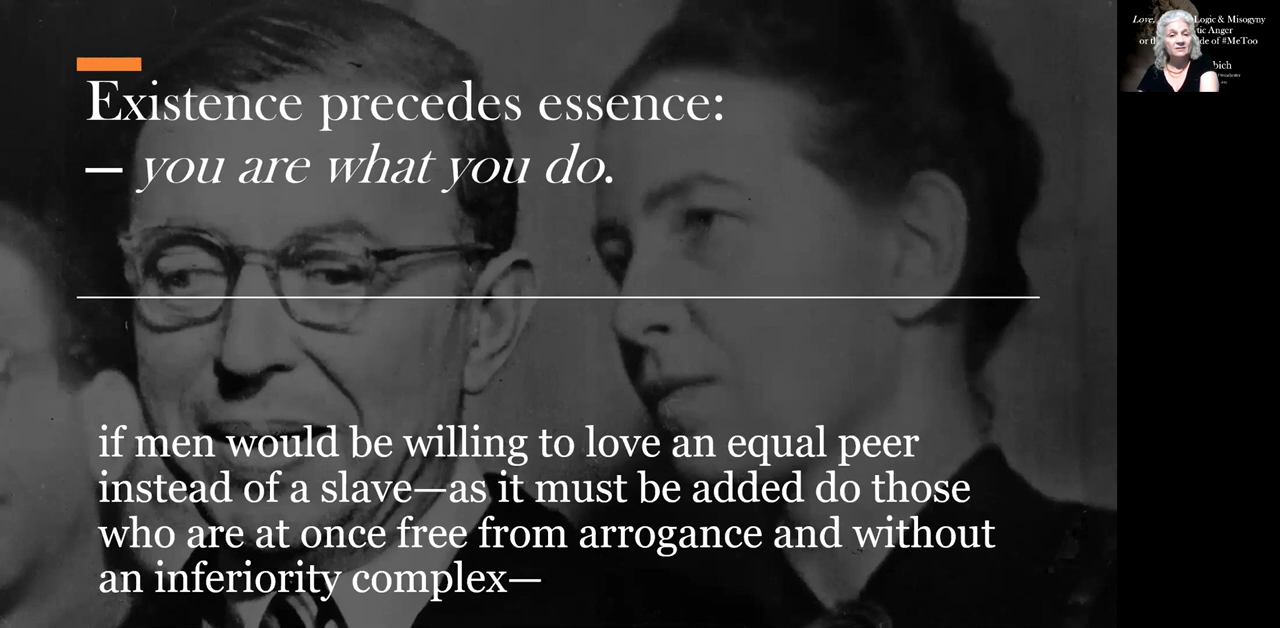 Existence precedes essence:
— you are what you do.
if men would be willing to love an equal peer
instead of a slave—as it must be added do those
who are at once free from arrogance and without
an inferiority complex—
Love, Logic & Misogyny
tic Anger
or th de of #MeToo
bich